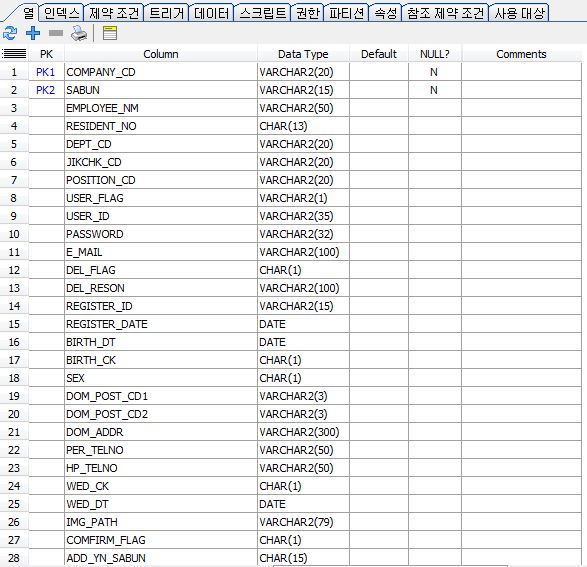 열 인덱스 제약 조건 트리거 데이터 스크립트 권한 파티션 속성 참조 제약 조건 사용 대상
PK Column Data Type Default NULL? Comments
1 PK1 COMPANY_CD VARCHAR2(20) N
2 PK2 SABUN VARCHAR2(15) N
3 EMPLOYEE_NM VARCHAR2(50)
4 RESIDENT_NO CHAR(13)
5 DEPT_CD VARCHAR2(20)
6 JIKCHK_CD VARCHAR2(20)
7 POSITION_CD VARCHAR2(20)
8 USER_FLAG VARCHAR2(1)
9 USER_ID VARCHAR2(35)
10 PASSWORD VARCHAR2(32)
11 E_MAIL VARCHAR2(100)
12 DEL_FLAG CHAR(1)
13 DEL_RESON VARCHAR2(100)
14 REGISTER_ID VARCHAR2(15)
15 REGISTER_DATE DATE
16 BIRTH_DT DATE
17 BIRTH_CK CHAR(1)
18 SEX CHAR(1)
19 DOM_POST_CD1 VARCHAR2(3)
20 DOM_POST_CD2 VARCHAR2(3)
21 DOM_ADDR VARCHAR2(300)
22 PER_TELNO VARCHAR2(50)
23 HP_TELNO VARCHAR2(50)
24 WED_CK CHAR(1)
25 WED_DT DATE
26 IMG_PATH VARCHAR2(79)
27 COMFIRM_FLAG CHAR(1)
28 ADD_YN_SABUN CHAR(15)